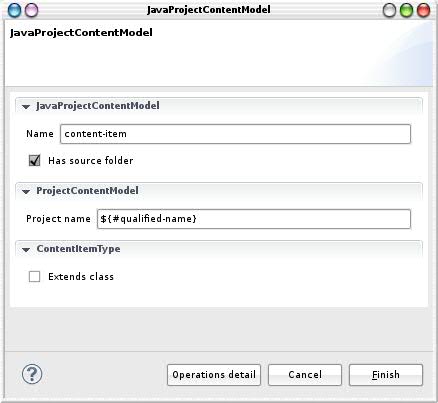 JavaProjectContentModel
JavaProjectContentModel
JavaProjectContentModel
Name content-item
Has source folder
ProjectContentModel
Project name ${#qualified-name}
ContentItemType
Extends class
? Operations detail Cancel Finish